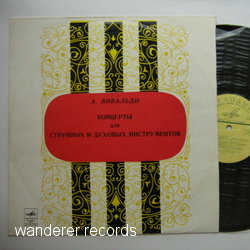 А. ВИВАЛЬДИ
КОНЦЕРТЫ
для
СТРУННЫХ И ДУХОВЫХ ИНСТРУМЕНТОВ
wanderer records